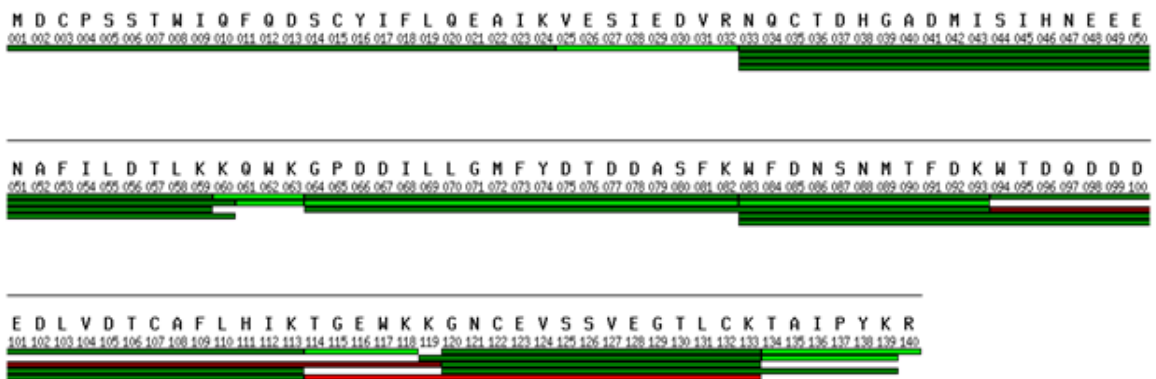 M D C P S S T W I Q F Q D S C Y I F L Q E A I K V E S I E D V R N Q C T D H G A D M I S I H N E E E
001 002 003 004 005 006 007 008 009 010 011 012 013 014 015 016 017 018 019 020 021 022 023 024 025 026 027 028 029 030 031 032 033 034 035 036 037 038 039 040 041 042 043 044 045 046 047 048 049 050
N A F I L D T L K K Q W K G P D D I L L G M F Y D T D D A S F K W F D N S N M T F D K W T D Q D D D
051 052 053 054 055 056 057 058 059 060 061 062 063 064 065 066 067 068 069 070 071 072 073 074 075 076 077 078 079 080 081 082 083 084 085 086 087 088 089 090 091 092 093 094 095 096 097 098 099 100
E D L V D T C A F L H I K T G E W K K G N C E V S S V E G T L C K T A I P Y K R
101 102 103 104 105 106 107 108 109 110 111 112 113 114 115 116 117 118 119 120 121 122 123 124 125 126 127 128 129 130 131 132 133 134 135 136 137 138 139 140